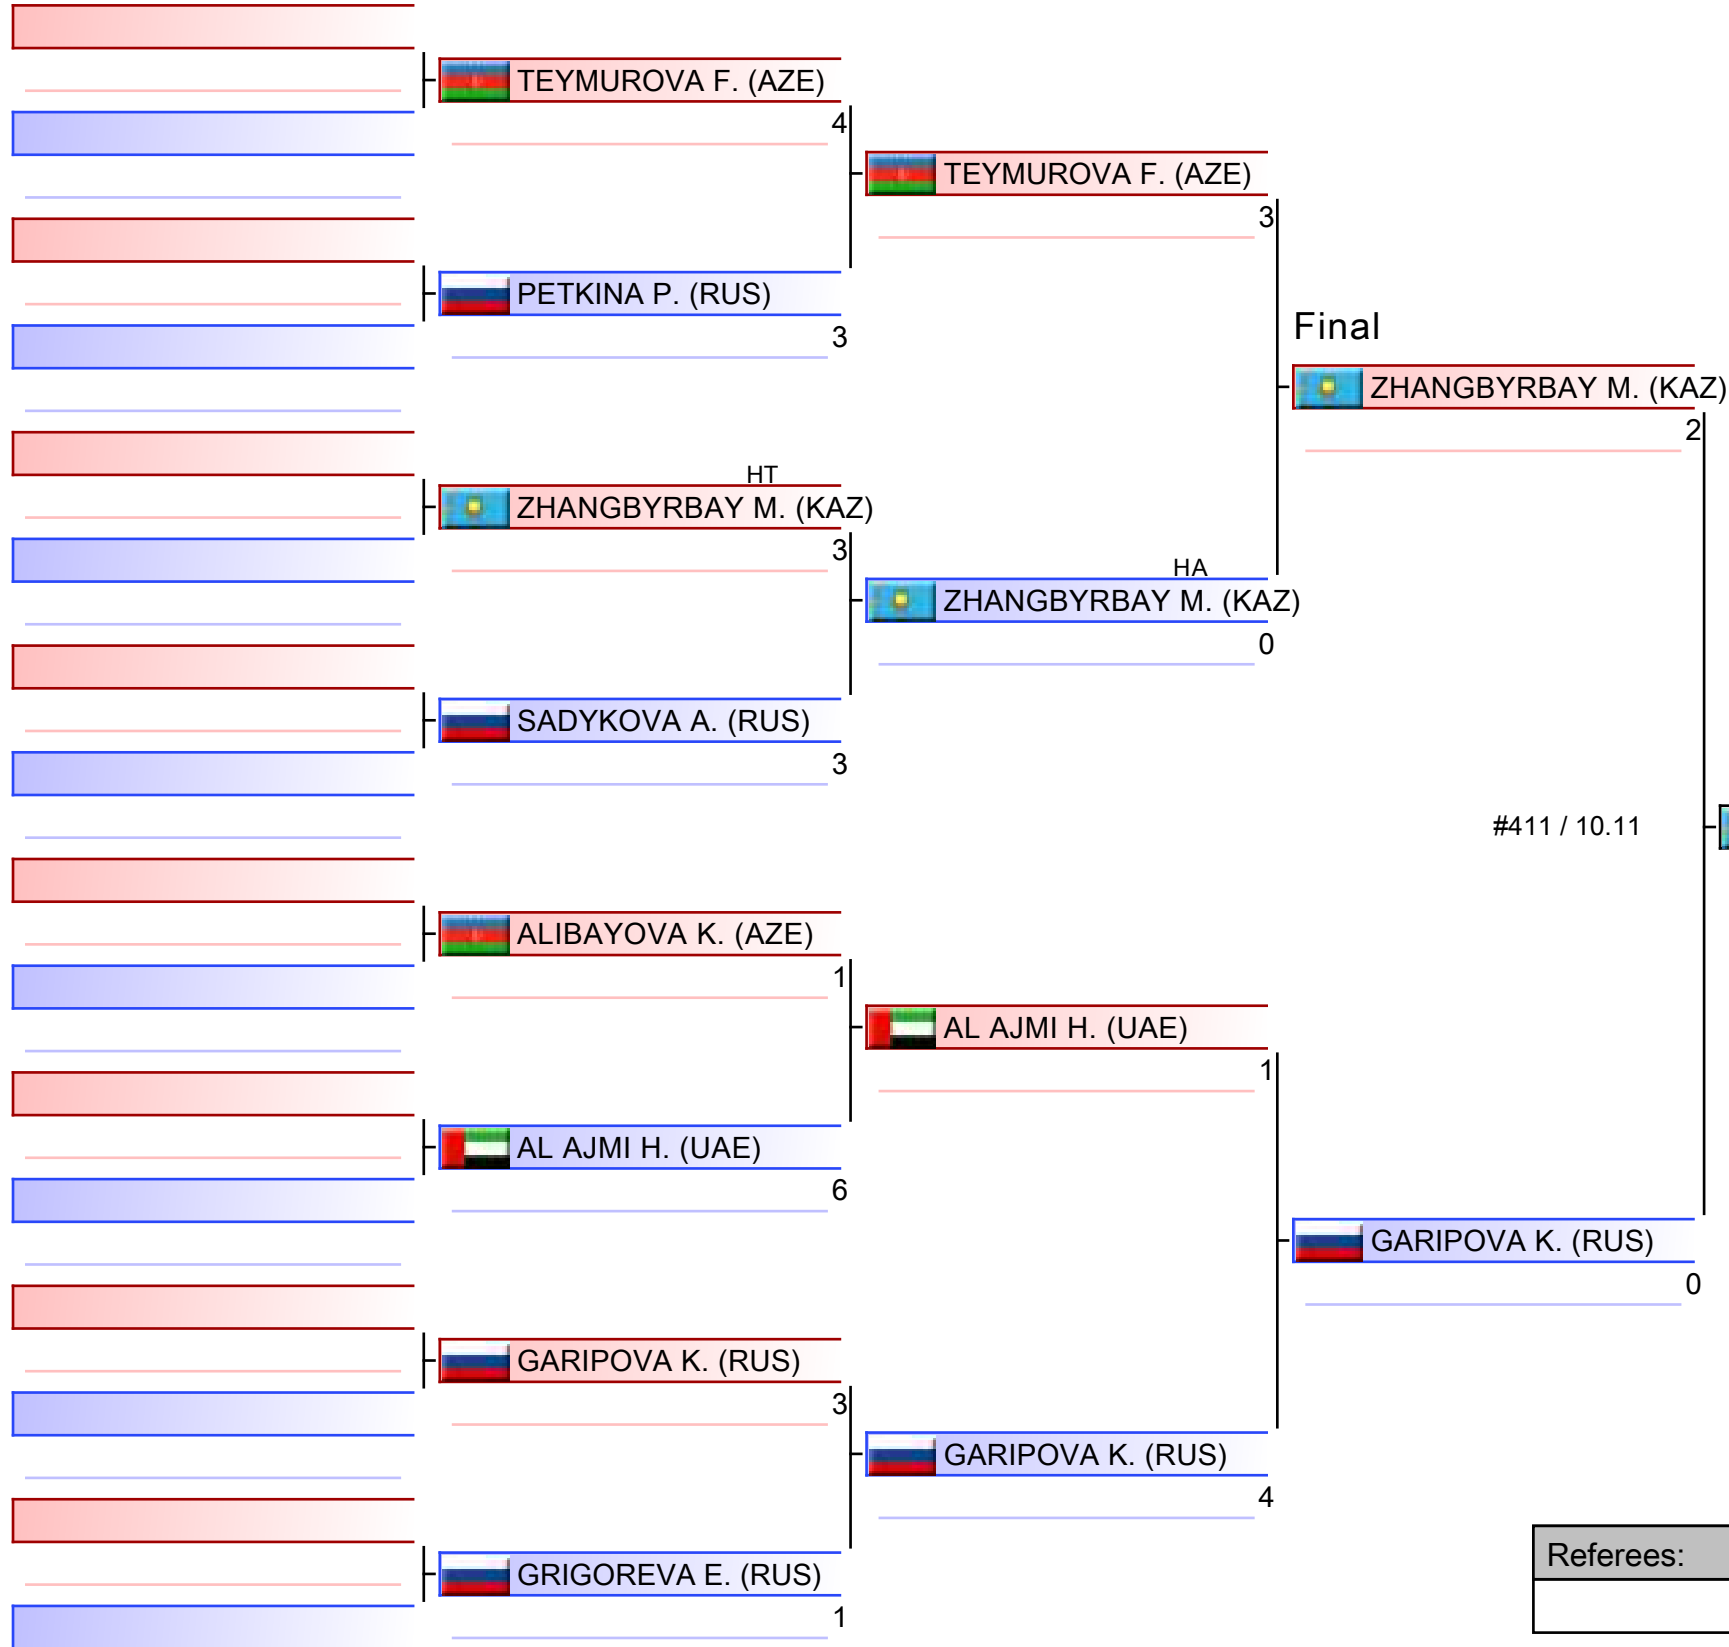 TEYMUROVA F. (AZE)
4
PETKINA P. (RUS)
3
HT
ZHANGBYRBAY M. (KAZ)
3
SADYKOVA A. (RUS)
3
ALIBAYOVA K. (AZE)
1
AL AJMI H. (UAE)
6
GARIPOVA K. (RUS)
3
GRIGOREVA E. (RUS)
1
TEYMUROVA F. (AZE)
3
HA
ZHANGBYRBAY M. (KAZ)
0
AL AJMI H. (UAE)
1
GARIPOVA K. (RUS)
4
Final
ZHANGBYRBAY M. (KAZ)
2
#411 / 10.11
GARIPOVA K. (RUS)
0
Referees: